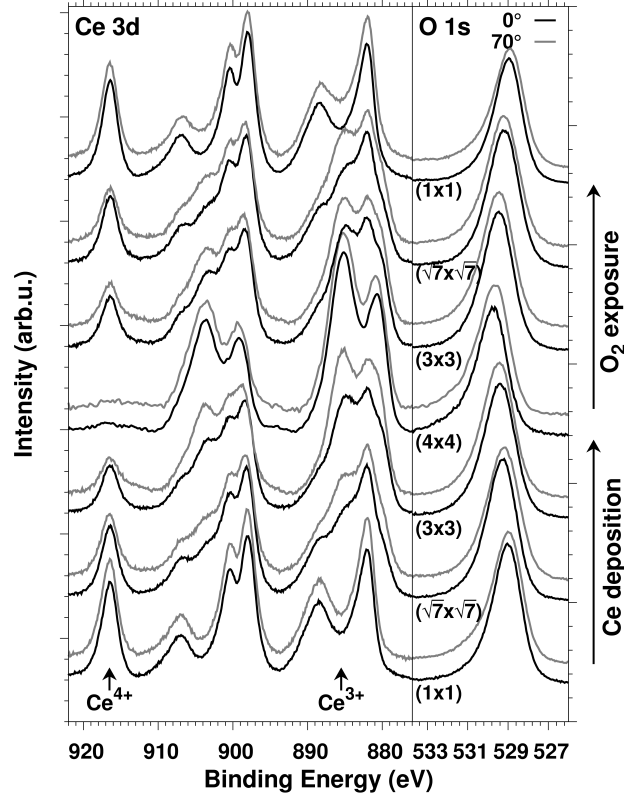 Ce 3d
O 1s
0°
70°
(1x1)
(√7x√7)
(3x3)
(4x4)
(3x3)
(√7x√7)
(1x1)
Ce4+
Ce3+
Intensity (arb.u.)
O2 exposure
Ce deposition
920 910 900 890 880 533 531 529 527
Binding Energy (eV)